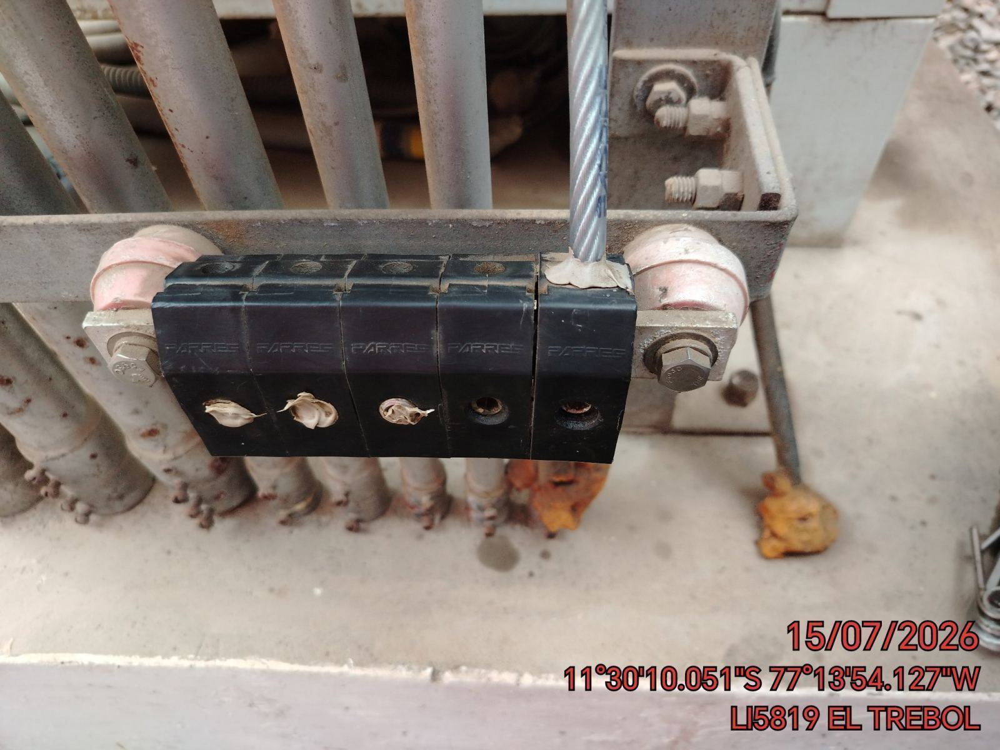 PARRES PARRES PARRES PARRES PARRES
15/07/2026
11°30'10.051"S 77°13'54.127"W
LI5819 EL TREBOL